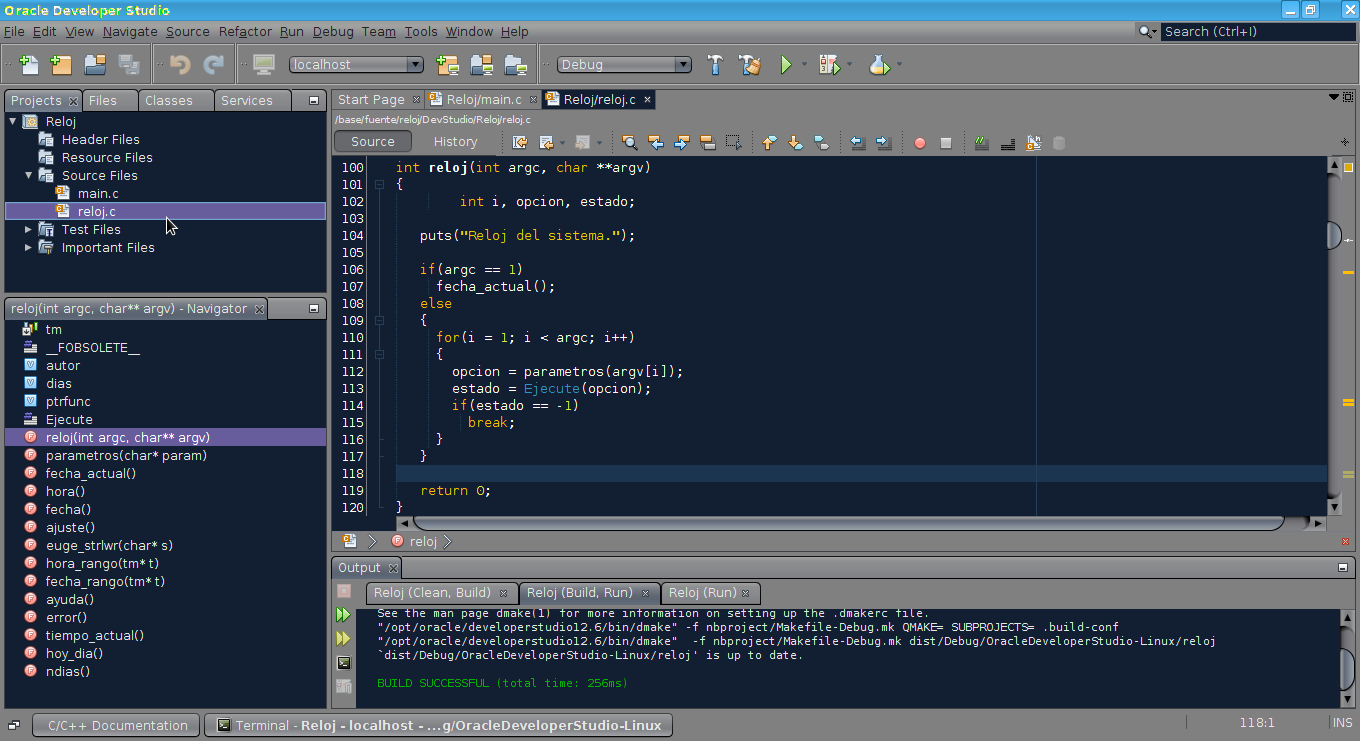 Oracle Developer Studio
File Edit View Navigate Source Refactor Run Debug Team Tools Window Help
Search (Ctrl+I)
localhost
Debug
Projects Files Classes Services
Reloj
Header Files
Resource Files
Source Files
main.c
reloj.c
Test Files
Important Files
reloj(int argc, char** argv) - Navigator
tm
__FOBSOLETE__
autor
dias
ptrfunc
Ejecute
reloj(int argc, char** argv)
parametros(char* param)
fecha_actual()
hora()
fecha()
ajuste()
euge_strlwr(char* s)
hora_rango(tm* t)
fecha_rango(tm* t)
ayuda()
error()
tiempo_actual()
hoy_dia()
ndias()
Start Page Reloj/main.c Reloj/reloj.c
/base/fuente/reloj/DevStudio/Reloj/reloj.c
Source History
100 int reloj(int argc, char **argv)
101 {
102 int i, opcion, estado;
103
104 puts("Reloj del sistema.");
105
106 if(argc == 1)
107 fecha_actual();
108 else
109 {
110 for(i = 1; i < argc; i++)
111 {
112 opcion = parametros(argv[i]);
113 estado = Ejecute(opcion);
114 if(estado == -1)
115 break;
116 }
117 }
118
119 return 0;
120 }
reloj
Output
Reloj (Clean, Build) Reloj (Build, Run) Reloj (Run)
See the man page dmake(1) for more information on setting up the .dmakerc file.
"/opt/oracle/developerstudio12.6/bin/dmake" -f nbproject/Makefile-Debug.mk QMAKE= SUBPROJECTS= .build-conf
"/opt/oracle/developerstudio12.6/bin/dmake"  -f nbproject/Makefile-Debug.mk dist/Debug/OracleDeveloperStudio-Linux/reloj
`dist/Debug/OracleDeveloperStudio-Linux/reloj' is up to date.
BUILD SUCCESSFUL (total time: 256ms)
C/C++ Documentation Terminal - Reloj - localhost - ...g/OracleDeveloperStudio-Linux 118:1 INS